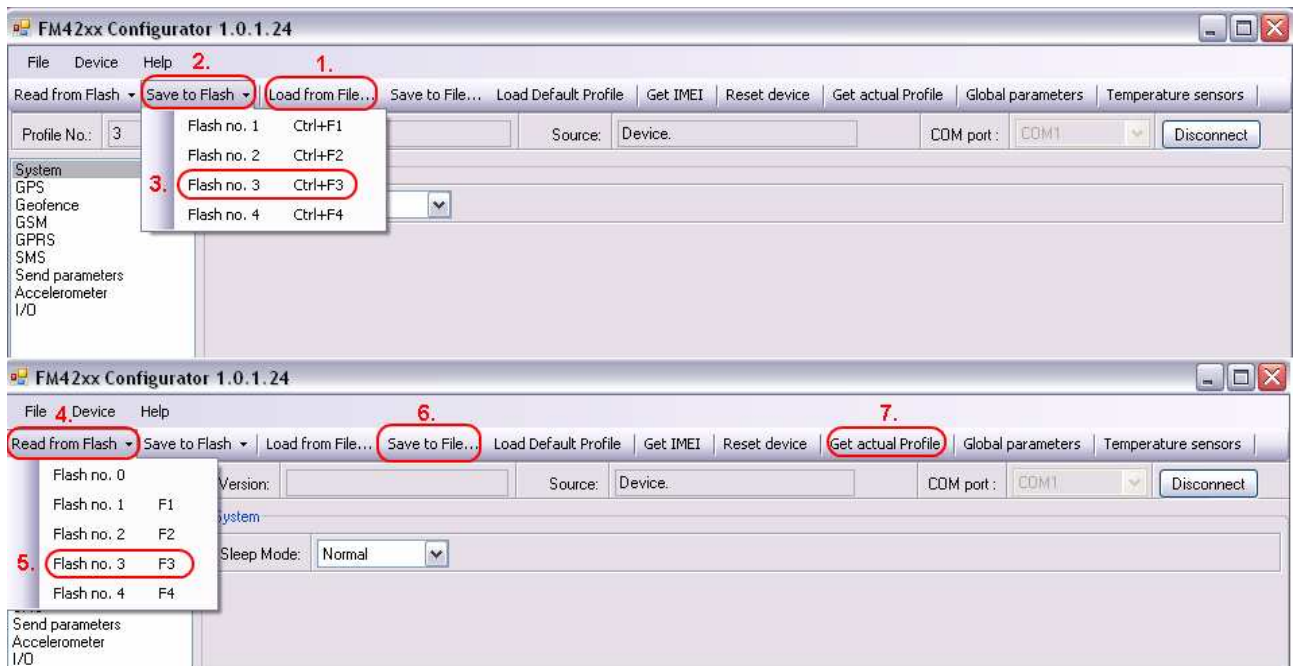 FM42xx Configurator 1.0.1.24
File Device Help 2. 1.
Read from Flash Save to Flash Load from File... Save to File... Load Default Profile Get IMEI Reset device Get actual Profile Global parameters Temperature sensors
Profile No.: 3 Source: Device. COM port : COM1 Disconnect
Flash no. 1 Ctrl+F1
Flash no. 2 Ctrl+F2
3. Flash no. 3 Ctrl+F3
Flash no. 4 Ctrl+F4
System
GPS
Geofence
GSM
GPRS
SMS
Send parameters
Accelerometer
I/O
FM42xx Configurator 1.0.1.24
File 4. Device Help 6. 7.
Read from Flash Save to Flash Load from File... Save to File... Load Default Profile Get IMEI Reset device Get actual Profile Global parameters Temperature sensors
Version: Source: Device. COM port : COM1 Disconnect
Flash no. 0
Flash no. 1 F1
Flash no. 2 F2
5. Flash no. 3 F3
Flash no. 4 F4
ystem
Sleep Mode: Normal
Send parameters
Accelerometer
I/O